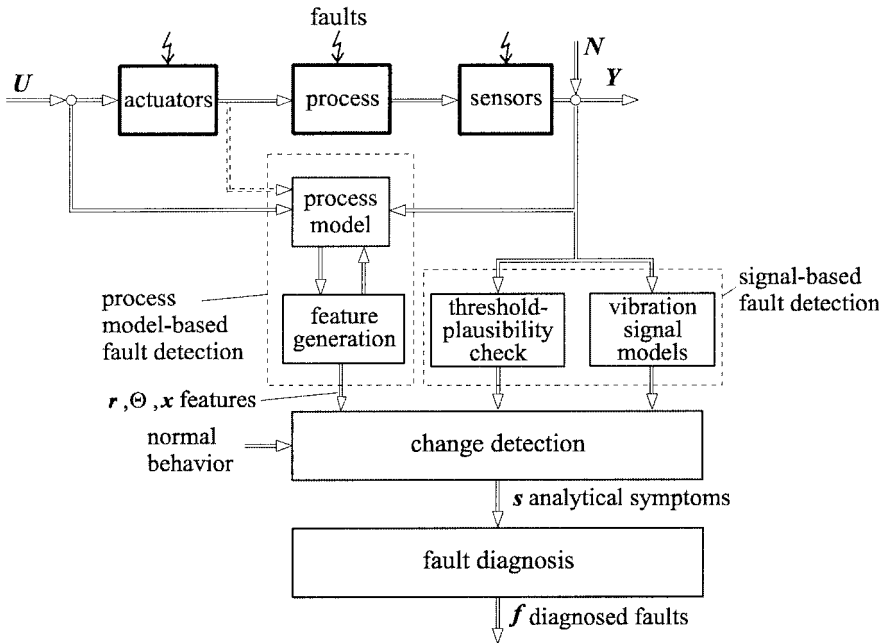 faults
N
U
Y
actuators
process
sensors
process
model
signal-based
fault detection
process
model-based
fault detection
feature
generation
threshold-
plausibility
check
vibration
signal
models
r ,Θ ,x features
normal
behavior
change detection
s analytical symptoms
fault diagnosis
f diagnosed faults